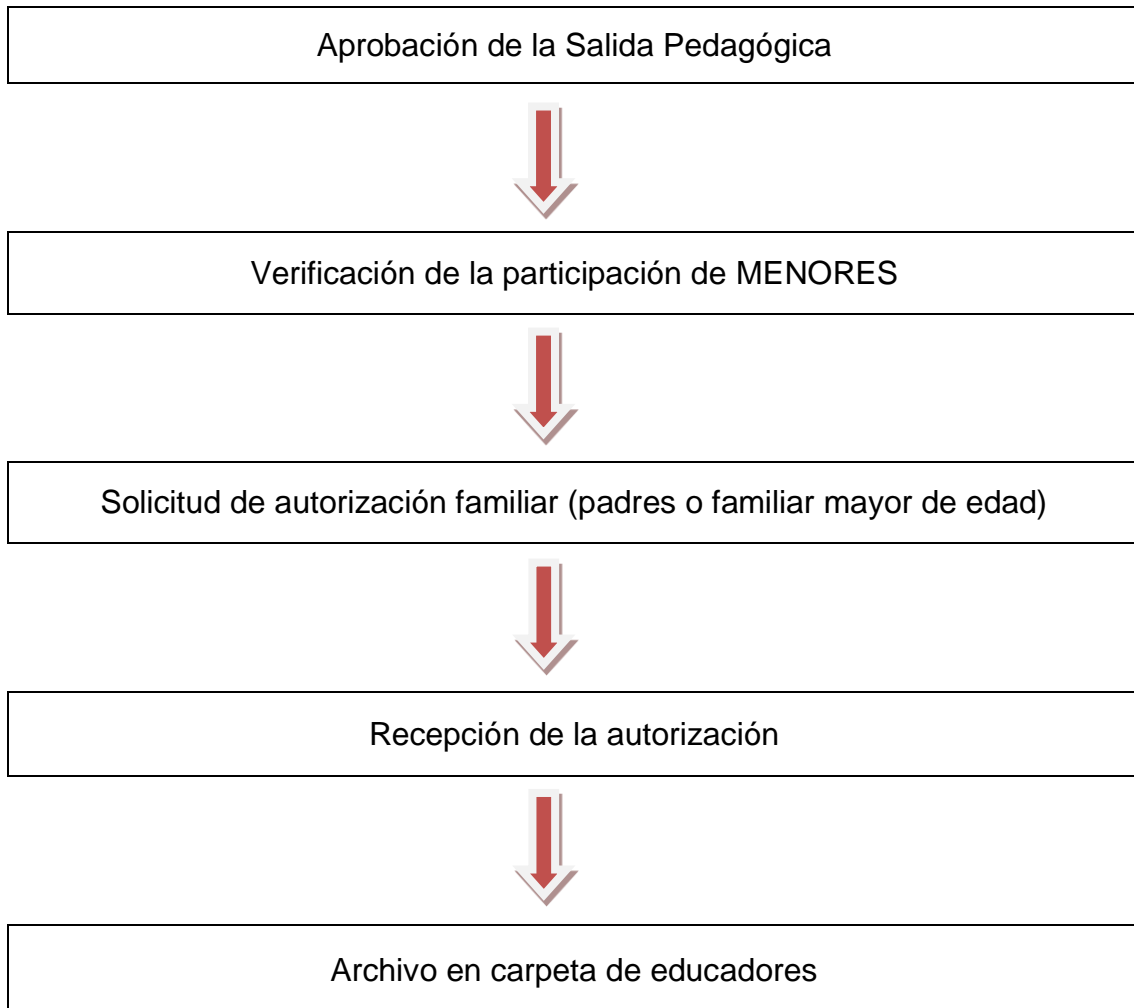 Aprobación de la Salida Pedagógica
Verificación de la participación de MENORES
Solicitud de autorización familiar (padres o familiar mayor de edad)
Recepción de la autorización
Archivo en carpeta de educadores